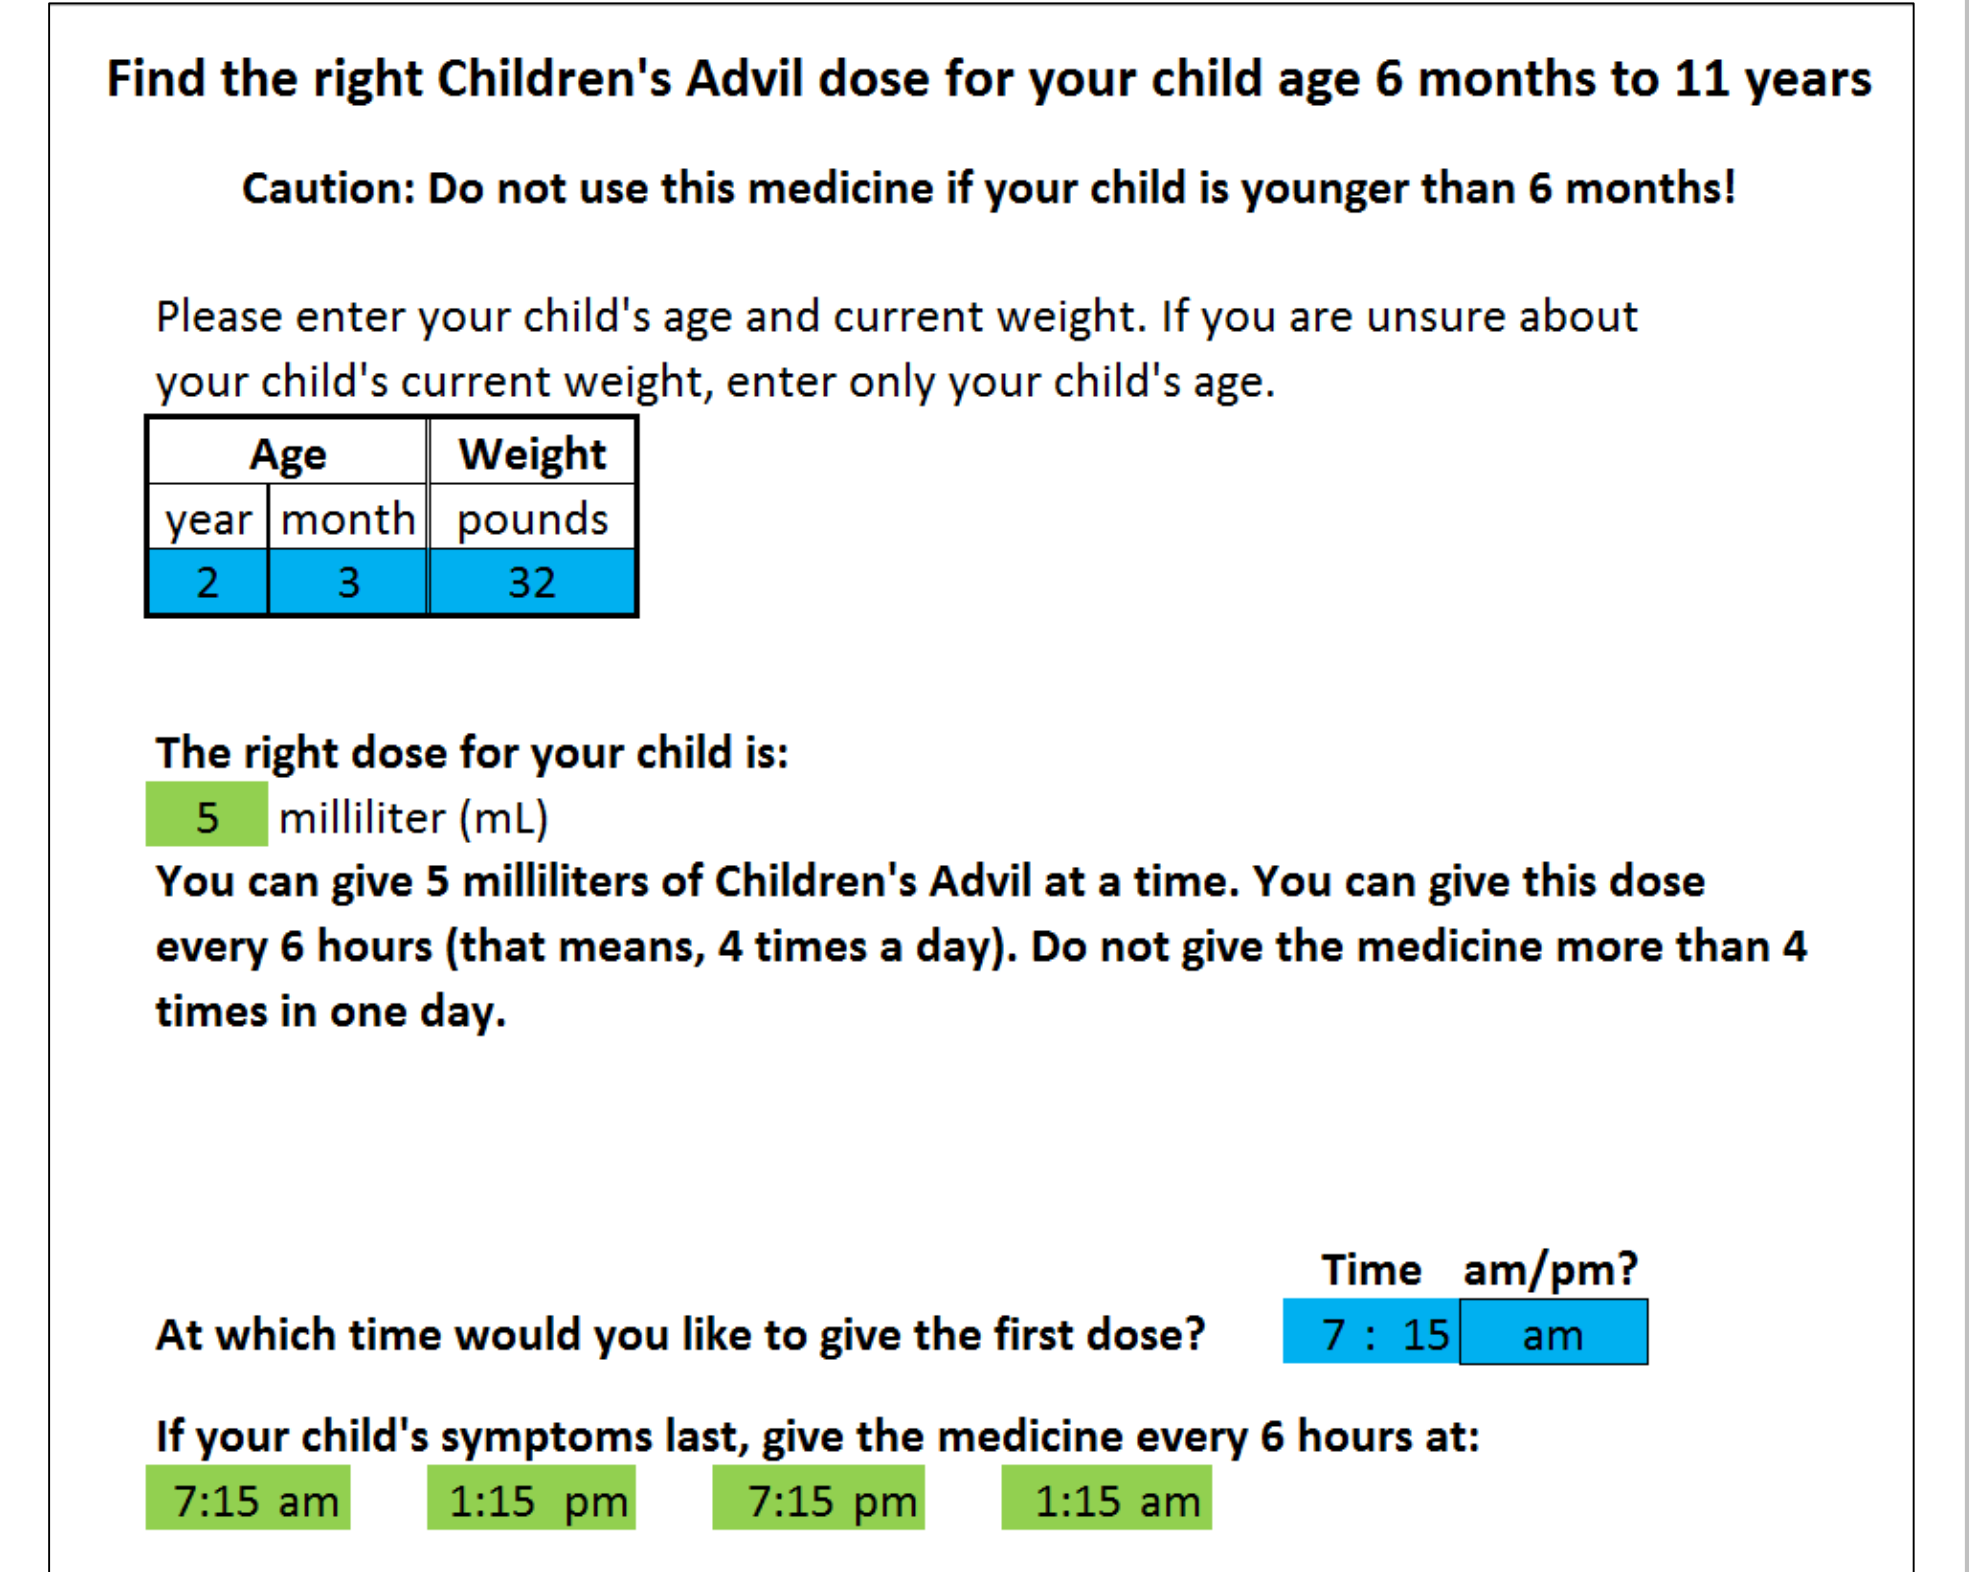 Find the right Children's Advil dose for your child age 6 months to 11 years
Caution: Do not use this medicine if your child is younger than 6 months!
Please enter your child's age and current weight. If you are unsure about
your child's current weight, enter only your child's age.
Age Weight
year month pounds
2 3 32
The right dose for your child is:
5 milliliter (mL)
You can give 5 milliliters of Children's Advil at a time. You can give this dose
every 6 hours (that means, 4 times a day). Do not give the medicine more than 4
times in one day.
Time am/pm?
At which time would you like to give the first dose? 7 : 15 am
If your child's symptoms last, give the medicine every 6 hours at:
7:15 am 1:15 pm 7:15 pm 1:15 am